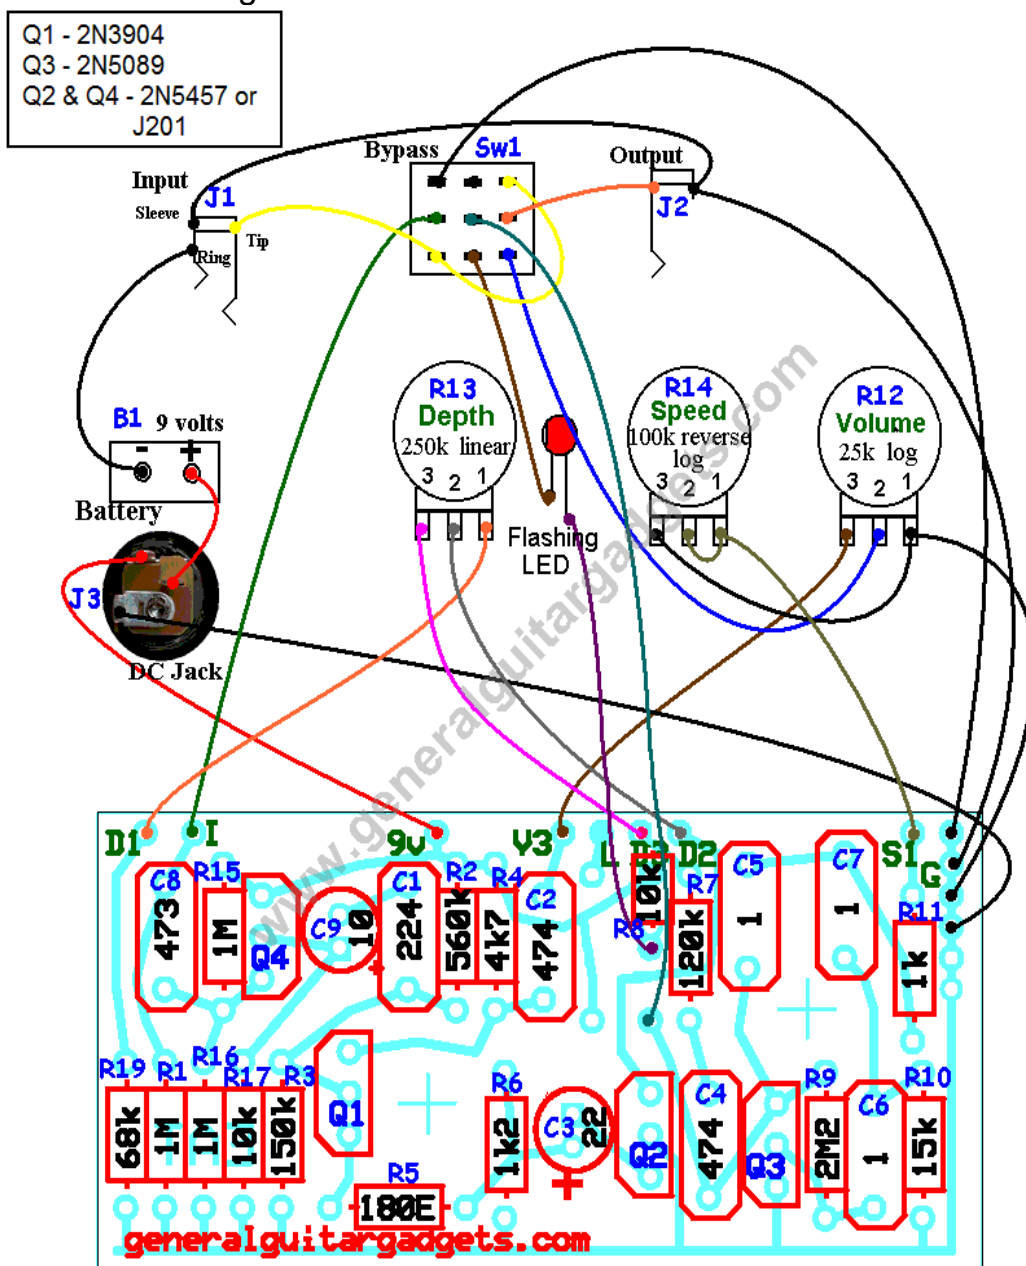 Q1 - 2N3904
Q3 - 2N5089
Q2 & Q4 - 2N5457 or
J201
Bypass
Sw1
Output
Input
J1
J2
Sleeve
Tip
Ring
B1
9 volts
-
+
Battery
J3
DC Jack
R13
Depth
250k linear
3 2 1
Flashing
LED
R14
Speed
100k reverse
log
3 2 1
R12
Volume
25k log
3 2 1
www.generalguitargadgets.com
D1
I
9v
V3
L
D2
S1
G
C8
473
R15
1M
Q4
C9
10
+
C1
224
R2
560k
R4
4k7
C2
474
10k
R8
R7
120k
C5
1
C7
1
R11
1k
R19
68k
R1
1M
R16
1M
R17
10k
R3
150k
Q1
R5
180E
R6
1k2
C3
22
+
Q2
C4
474
Q3
R9
2M2
C6
1
R10
15k
generalguitargadgets.com